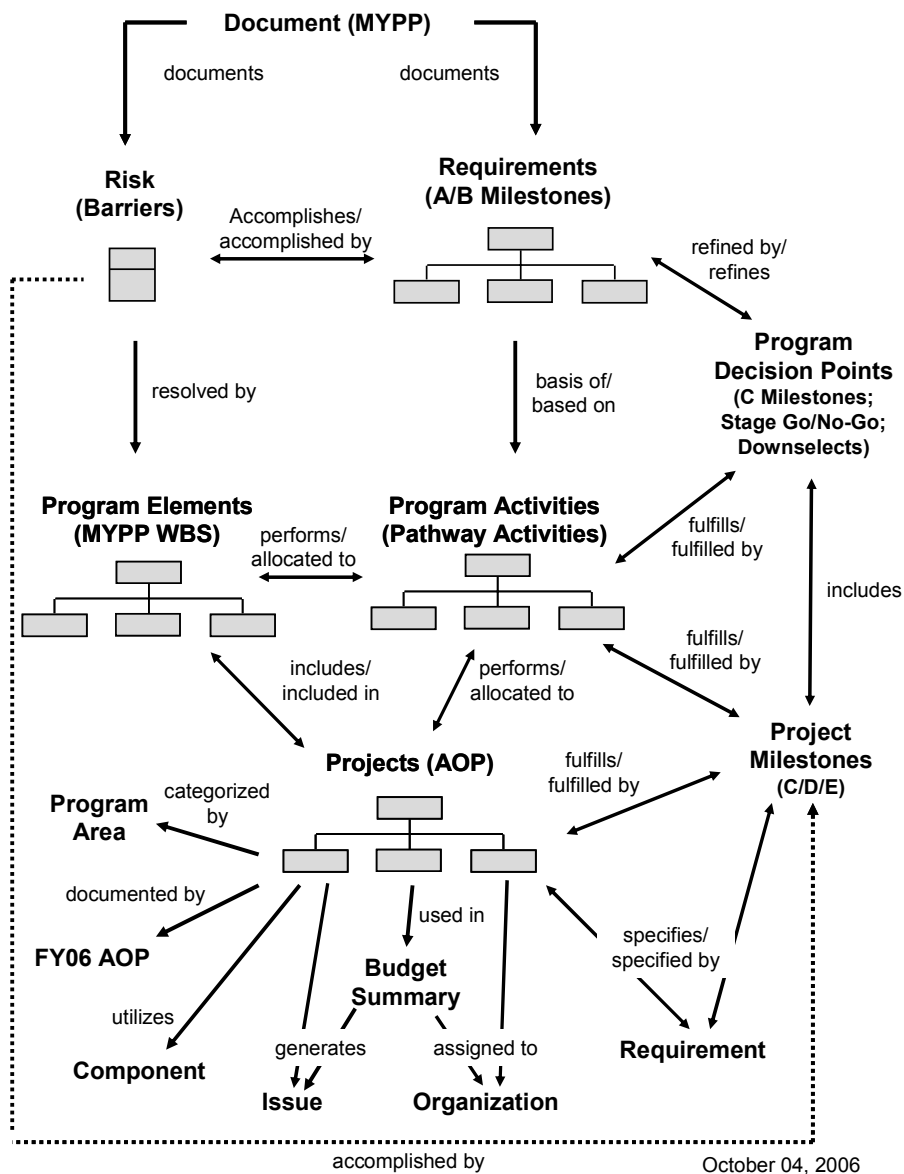 Document (MYPP)
documents
documents
Risk
(Barriers)
Requirements
(A/B Milestones)
Accomplishes/
accomplished by
refined by/
refines
Program
Decision Points
(C Milestones;
Stage Go/No-Go;
Downselects)
resolved by
basis of/
based on
Program Elements
(MYPP WBS)
performs/
allocated to
Program Activities
(Pathway Activities)
fulfills/
fulfilled by
includes
fulfills/
fulfilled by
includes/
included in
performs/
allocated to
Projects (AOP)
fulfills/
fulfilled by
Project
Milestones
(C/D/E)
Program
Area
categorized
by
documented by
FY06 AOP
used in
specifies/
specified by
Budget
Summary
utilizes
generates
assigned to
Component
Issue
Organization
Requirement
accomplished by
October 04, 2006